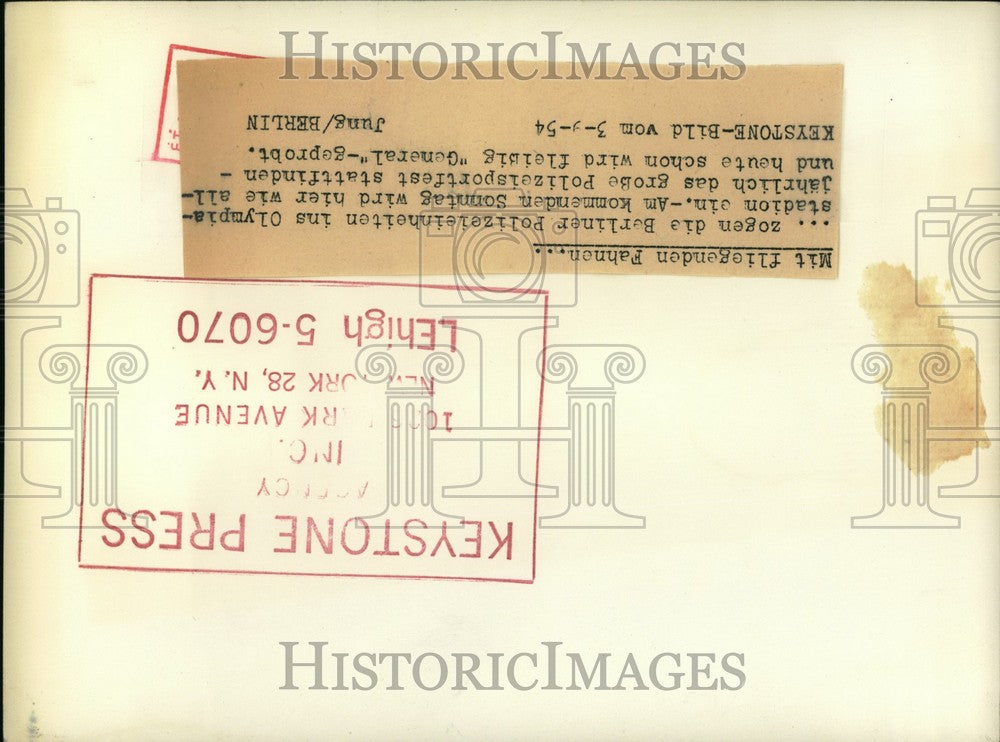 HISTORICIMAGES
Mit fliegenden Fahnen...
... zogen die Berliner Polizeieinheiten ins Olympia-
stadion ein.-Am kommenden Sonntag wird hier wie all-
jährlich das große Polizeisportfest stattfinden -
und heute schon wird fleißig "General"-geprobt.
KEYSTONE-Bild vom 3- -54 Jung/BERLIN
KEYSTONE PRESS
AGENCY
INC.
AVENUE
28, N.Y.
LEhigh 5-6070
HISTORICIMAGES